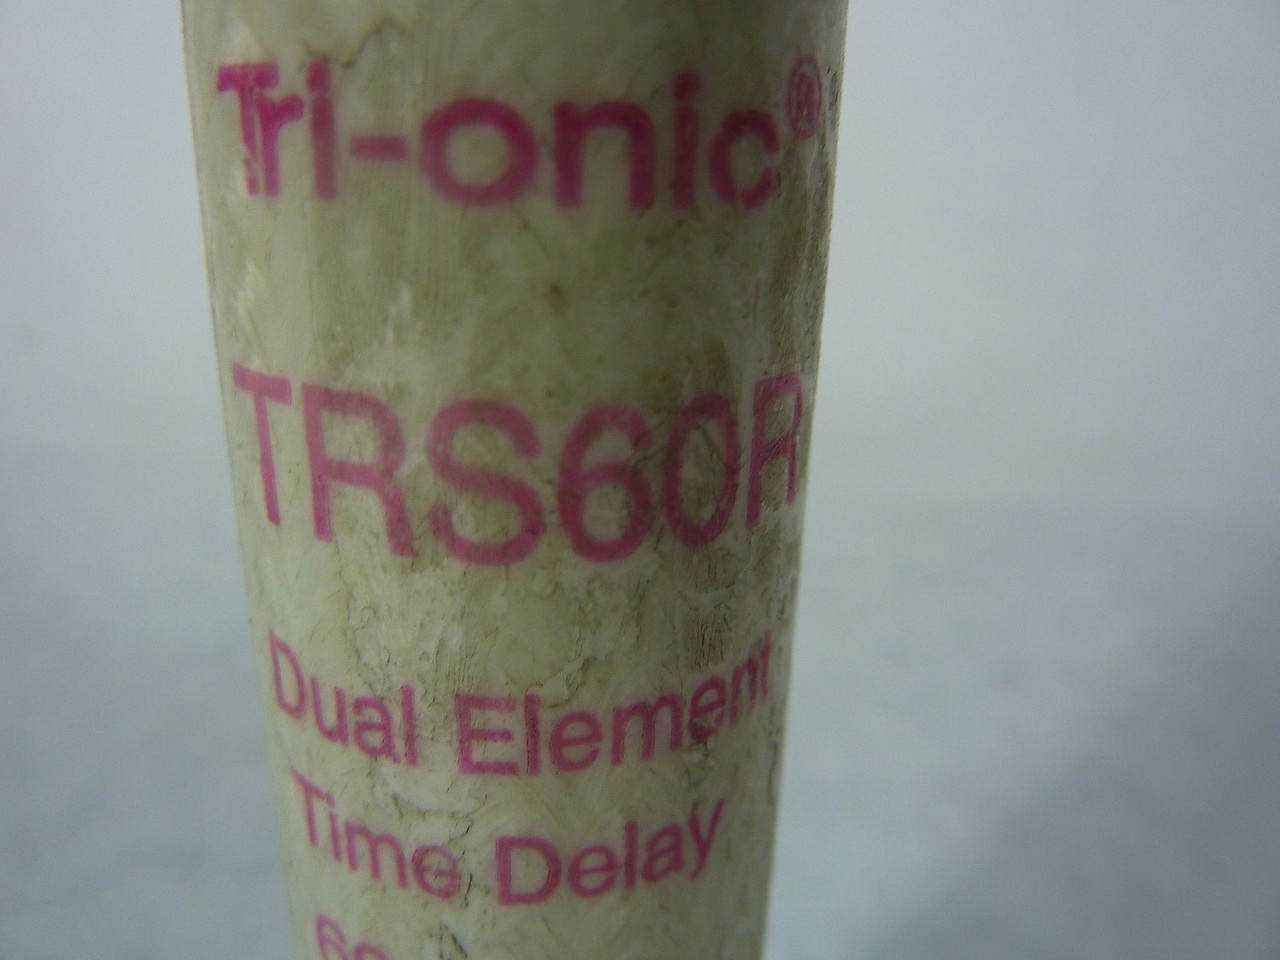 Tri-onic®
TRS60R
Dual Element
Time Delay